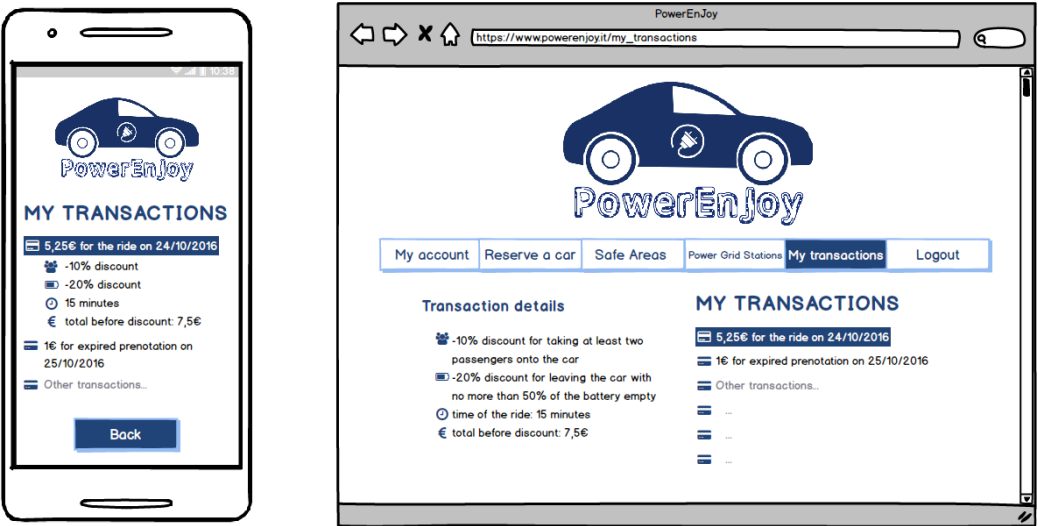 10:38
PowerEnJoy
MY TRANSACTIONS
5,25€ for the ride on 24/10/2016
-10% discount
-20% discount
15 minutes
€ total before discount: 7,5€
1€ for expired prenotation on
25/10/2016
Other transactions...
Back
PowerEnJoy
https://www.powerenjoy.it/my_transactions
PowerEnJoy
My account
Reserve a car
Safe Areas
Power Grid Stations
My transactions
Logout
Transaction details
-10% discount for taking at least two
passengers onto the car
-20% discount for leaving the car with
no more than 50% of the battery empty
time of the ride: 15 minutes
€ total before discount: 7,5€
MY TRANSACTIONS
5,25€ for the ride on 24/10/2016
1€ for expired prenotation on 25/10/2016
Other transactions...
...
...
...